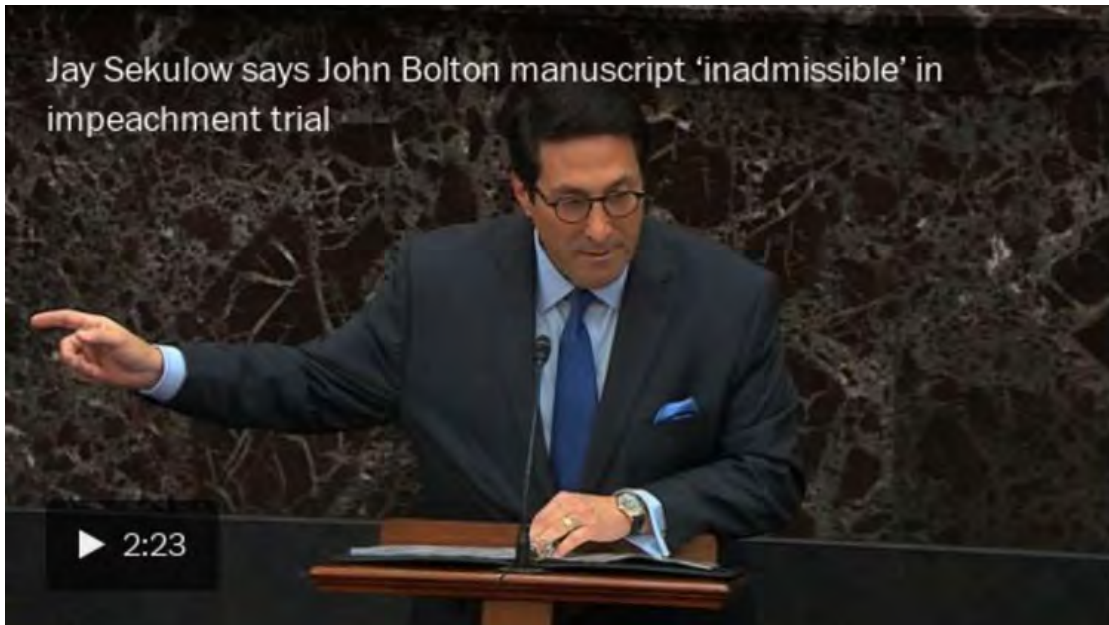 Jay Sekulow says John Bolton manuscript ‘inadmissible’ in
impeachment trial
2:23